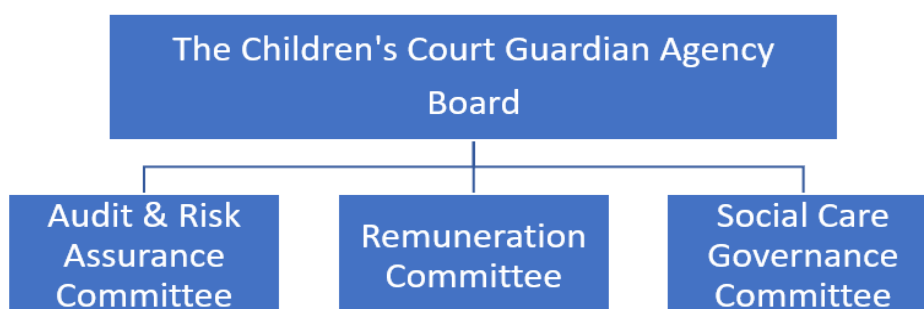 The Children's Court Guardian Agency
Board
Audit & Risk
Assurance
Committee
Remuneration
Committee
Social Care
Governance
Committee